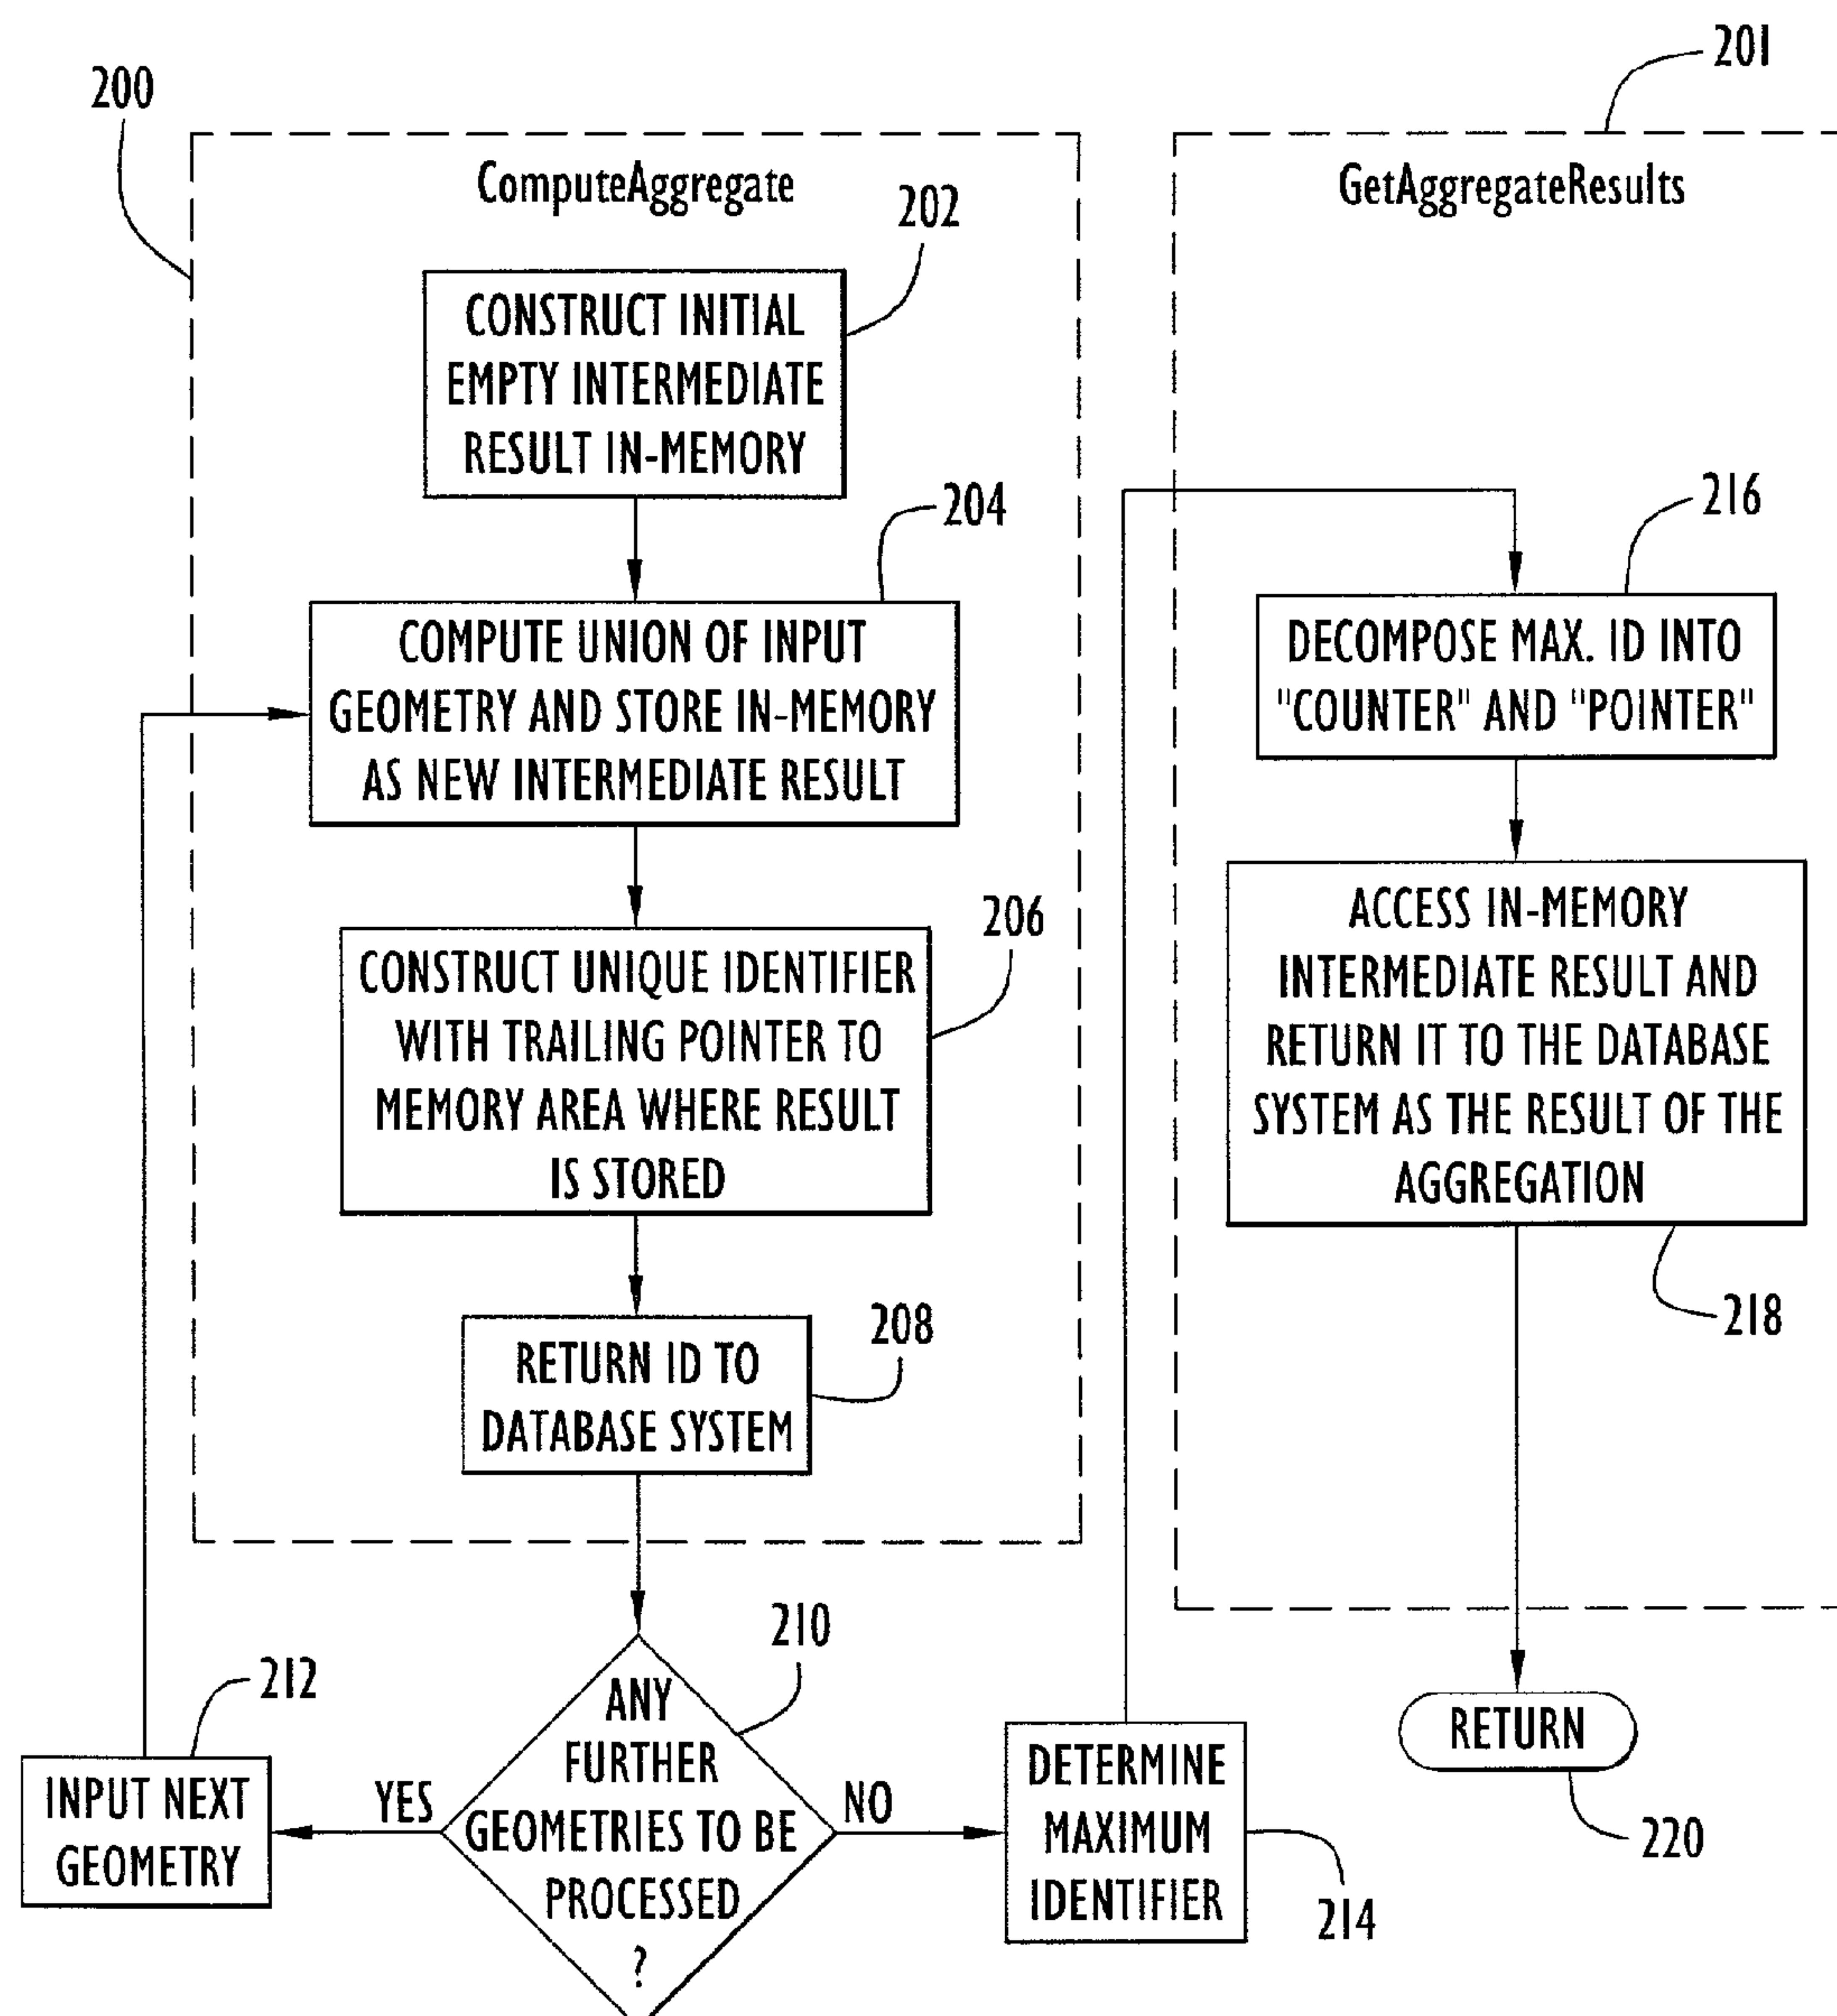 200
201
ComputeAggregate
GetAggregateResults
202
CONSTRUCT INITIAL
EMPTY INTERMEDIATE
RESULT IN-MEMORY
204
COMPUTE UNION OF INPUT
GEOMETRY AND STORE IN-MEMORY
AS NEW INTERMEDIATE RESULT
206
CONSTRUCT UNIQUE IDENTIFIER
WITH TRAILING POINTER TO
MEMORY AREA WHERE RESULT
IS STORED
208
RETURN ID TO
DATABASE SYSTEM
210
ANY
FURTHER
GEOMETRIES TO BE
PROCESSED
?
YES
212
INPUT NEXT
GEOMETRY
NO
DETERMINE
MAXIMUM
IDENTIFIER
214
216
DECOMPOSE MAX. ID INTO
"COUNTER" AND "POINTER"
ACCESS IN-MEMORY
INTERMEDIATE RESULT AND
RETURN IT TO THE DATABASE
SYSTEM AS THE RESULT OF THE
AGGREGATION
218
RETURN
220